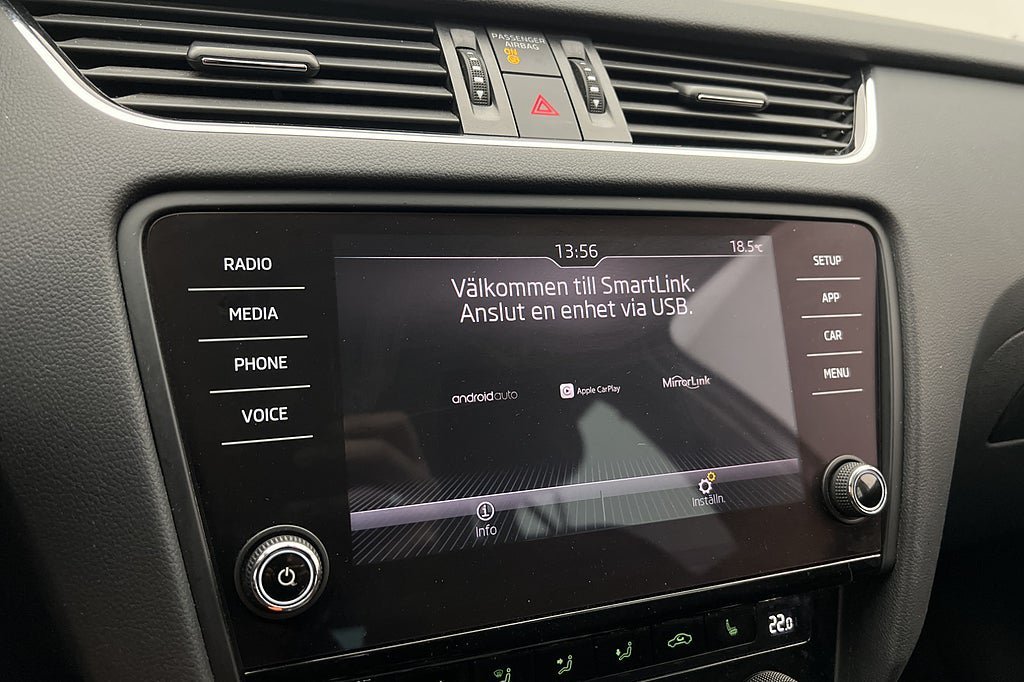 PASSENGER
AIRBAG
ON
RADIO
MEDIA
PHONE
VOICE
13:56
18.5°C
Välkommen till SmartLink.
Anslut en enhet via USB.
androidauto
Apple CarPlay
MirrorLink
Info
Inställn.
SETUP
APP
CAR
MENU
22.0